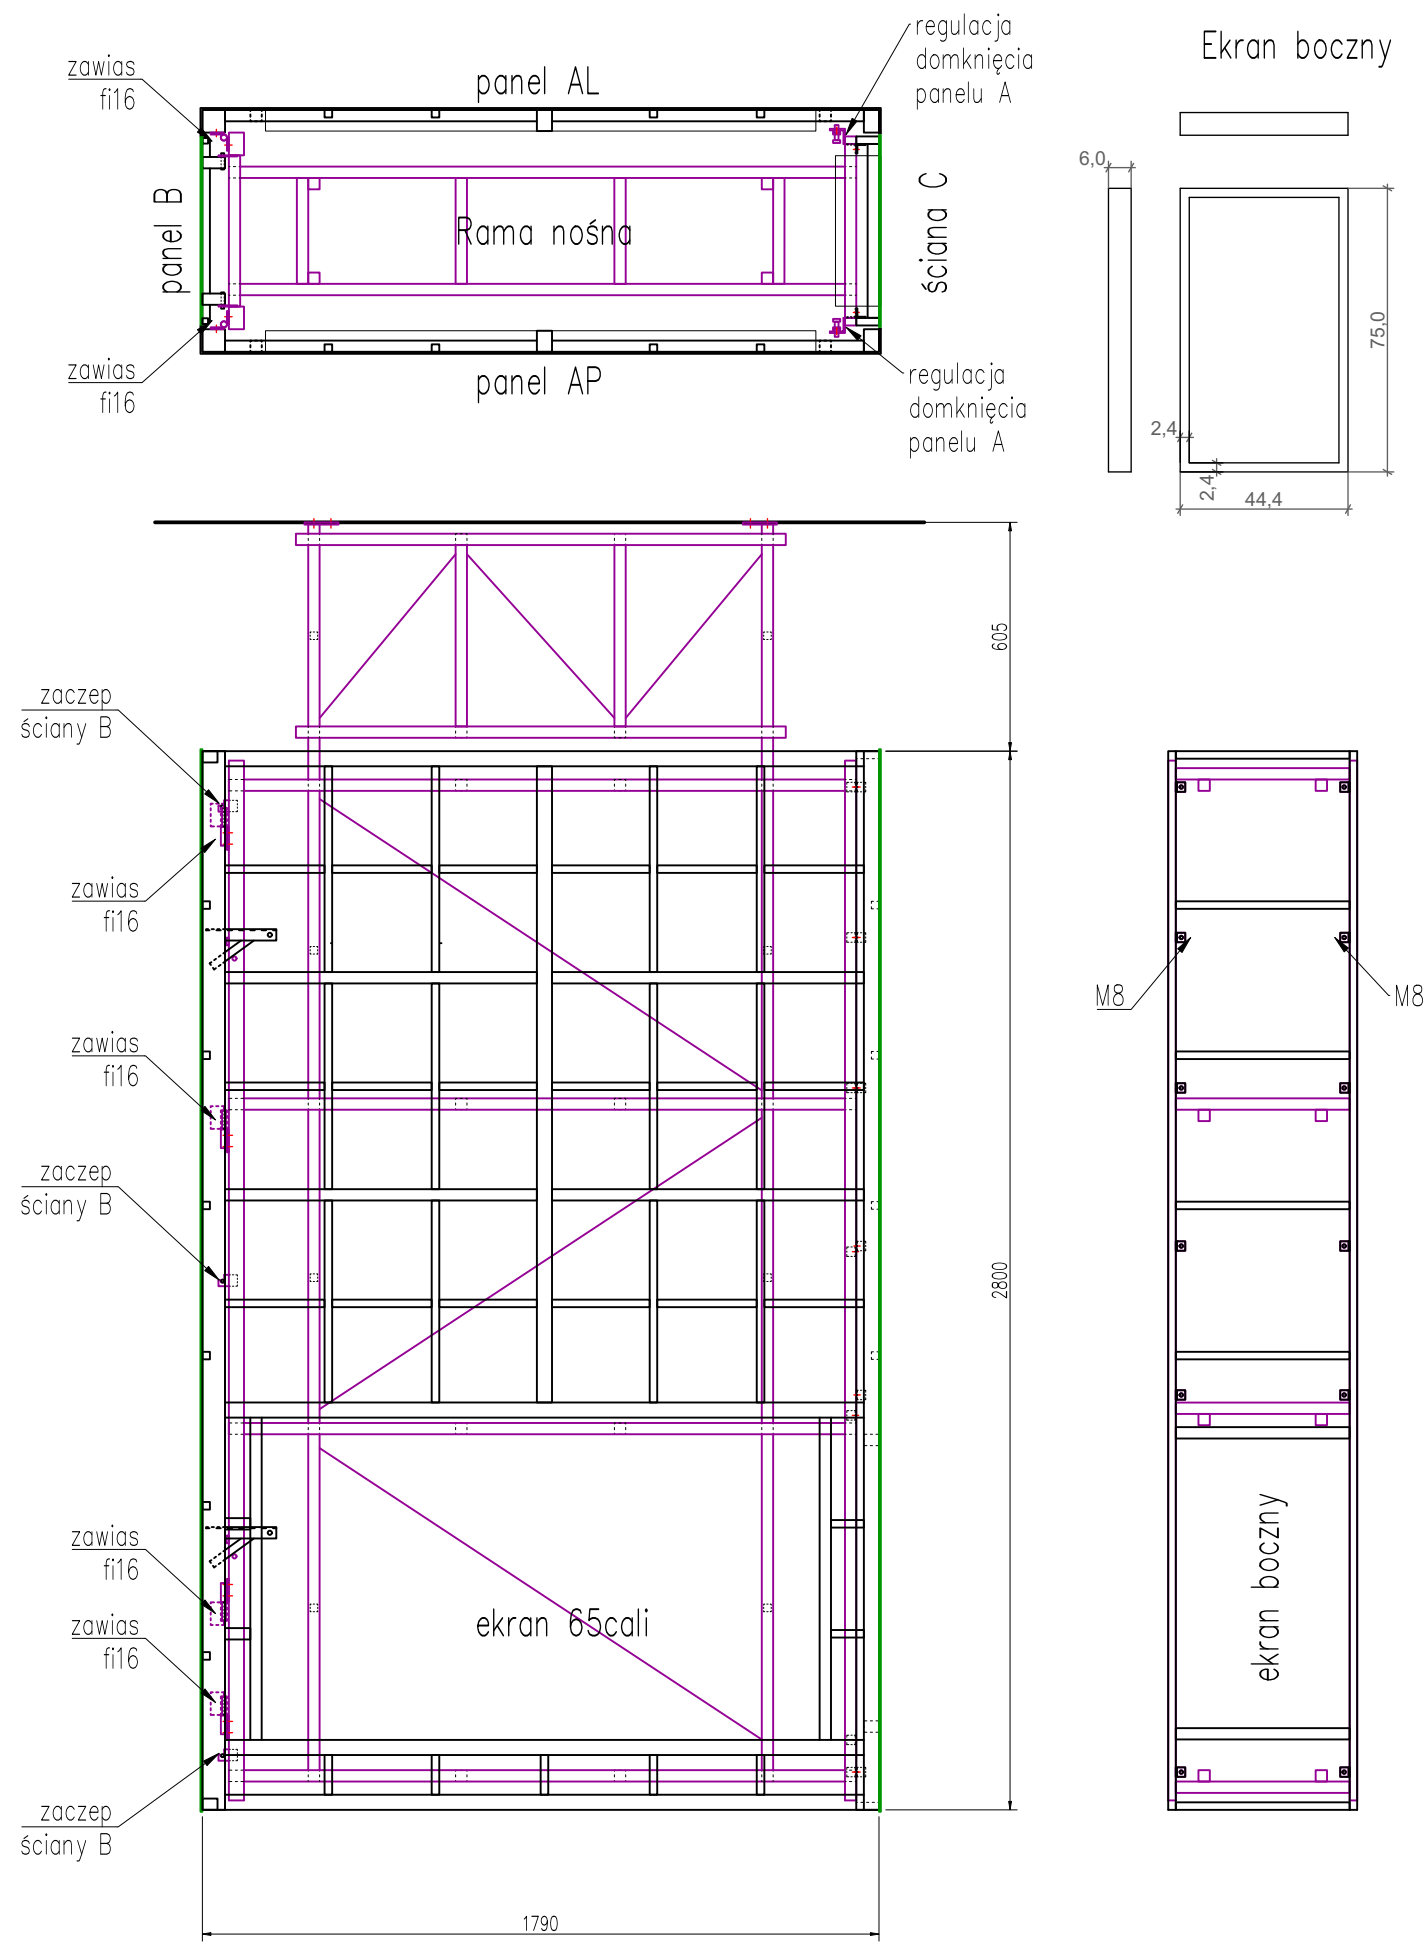 zawias
fi16
panel AL
regulacja
domknięcia
panelu A
Ekran boczny
panel B
Rama nośna
ściana C
6,0
75,0
2,4
2,4
44,4
zawias
fi16
panel AP
regulacja
domknięcia
panelu A
605
zaczep
ściany B
zawias
fi16
M8
M8
zawias
fi16
zaczep
ściany B
2800
zawias
fi16
zawias
fi16
ekran 65cali
ekran boczny
zaczep
ściany B
1790